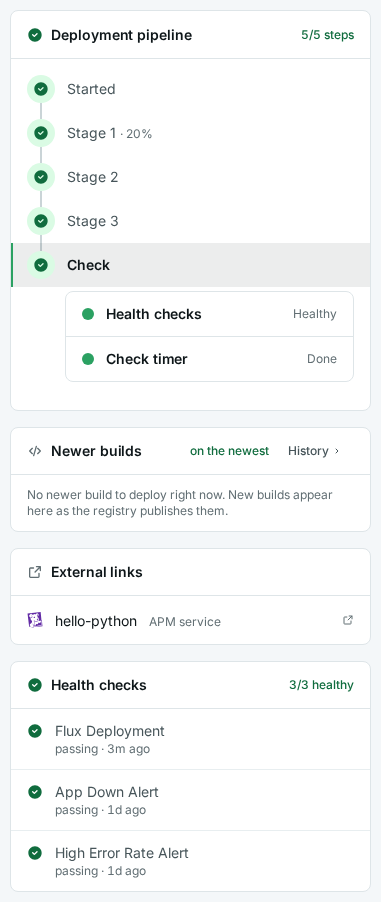 Deployment pipeline 5/5 steps
Started
Stage 1 · 20%
Stage 2
Stage 3
Check
Health checks Healthy
Check timer Done
Newer builds on the newest History ›
No newer build to deploy right now. New builds appear
here as the registry publishes them.
External links
hello-python APM service
Health checks 3/3 healthy
Flux Deployment
passing · 3m ago
App Down Alert
passing · 1d ago
High Error Rate Alert
passing · 1d ago